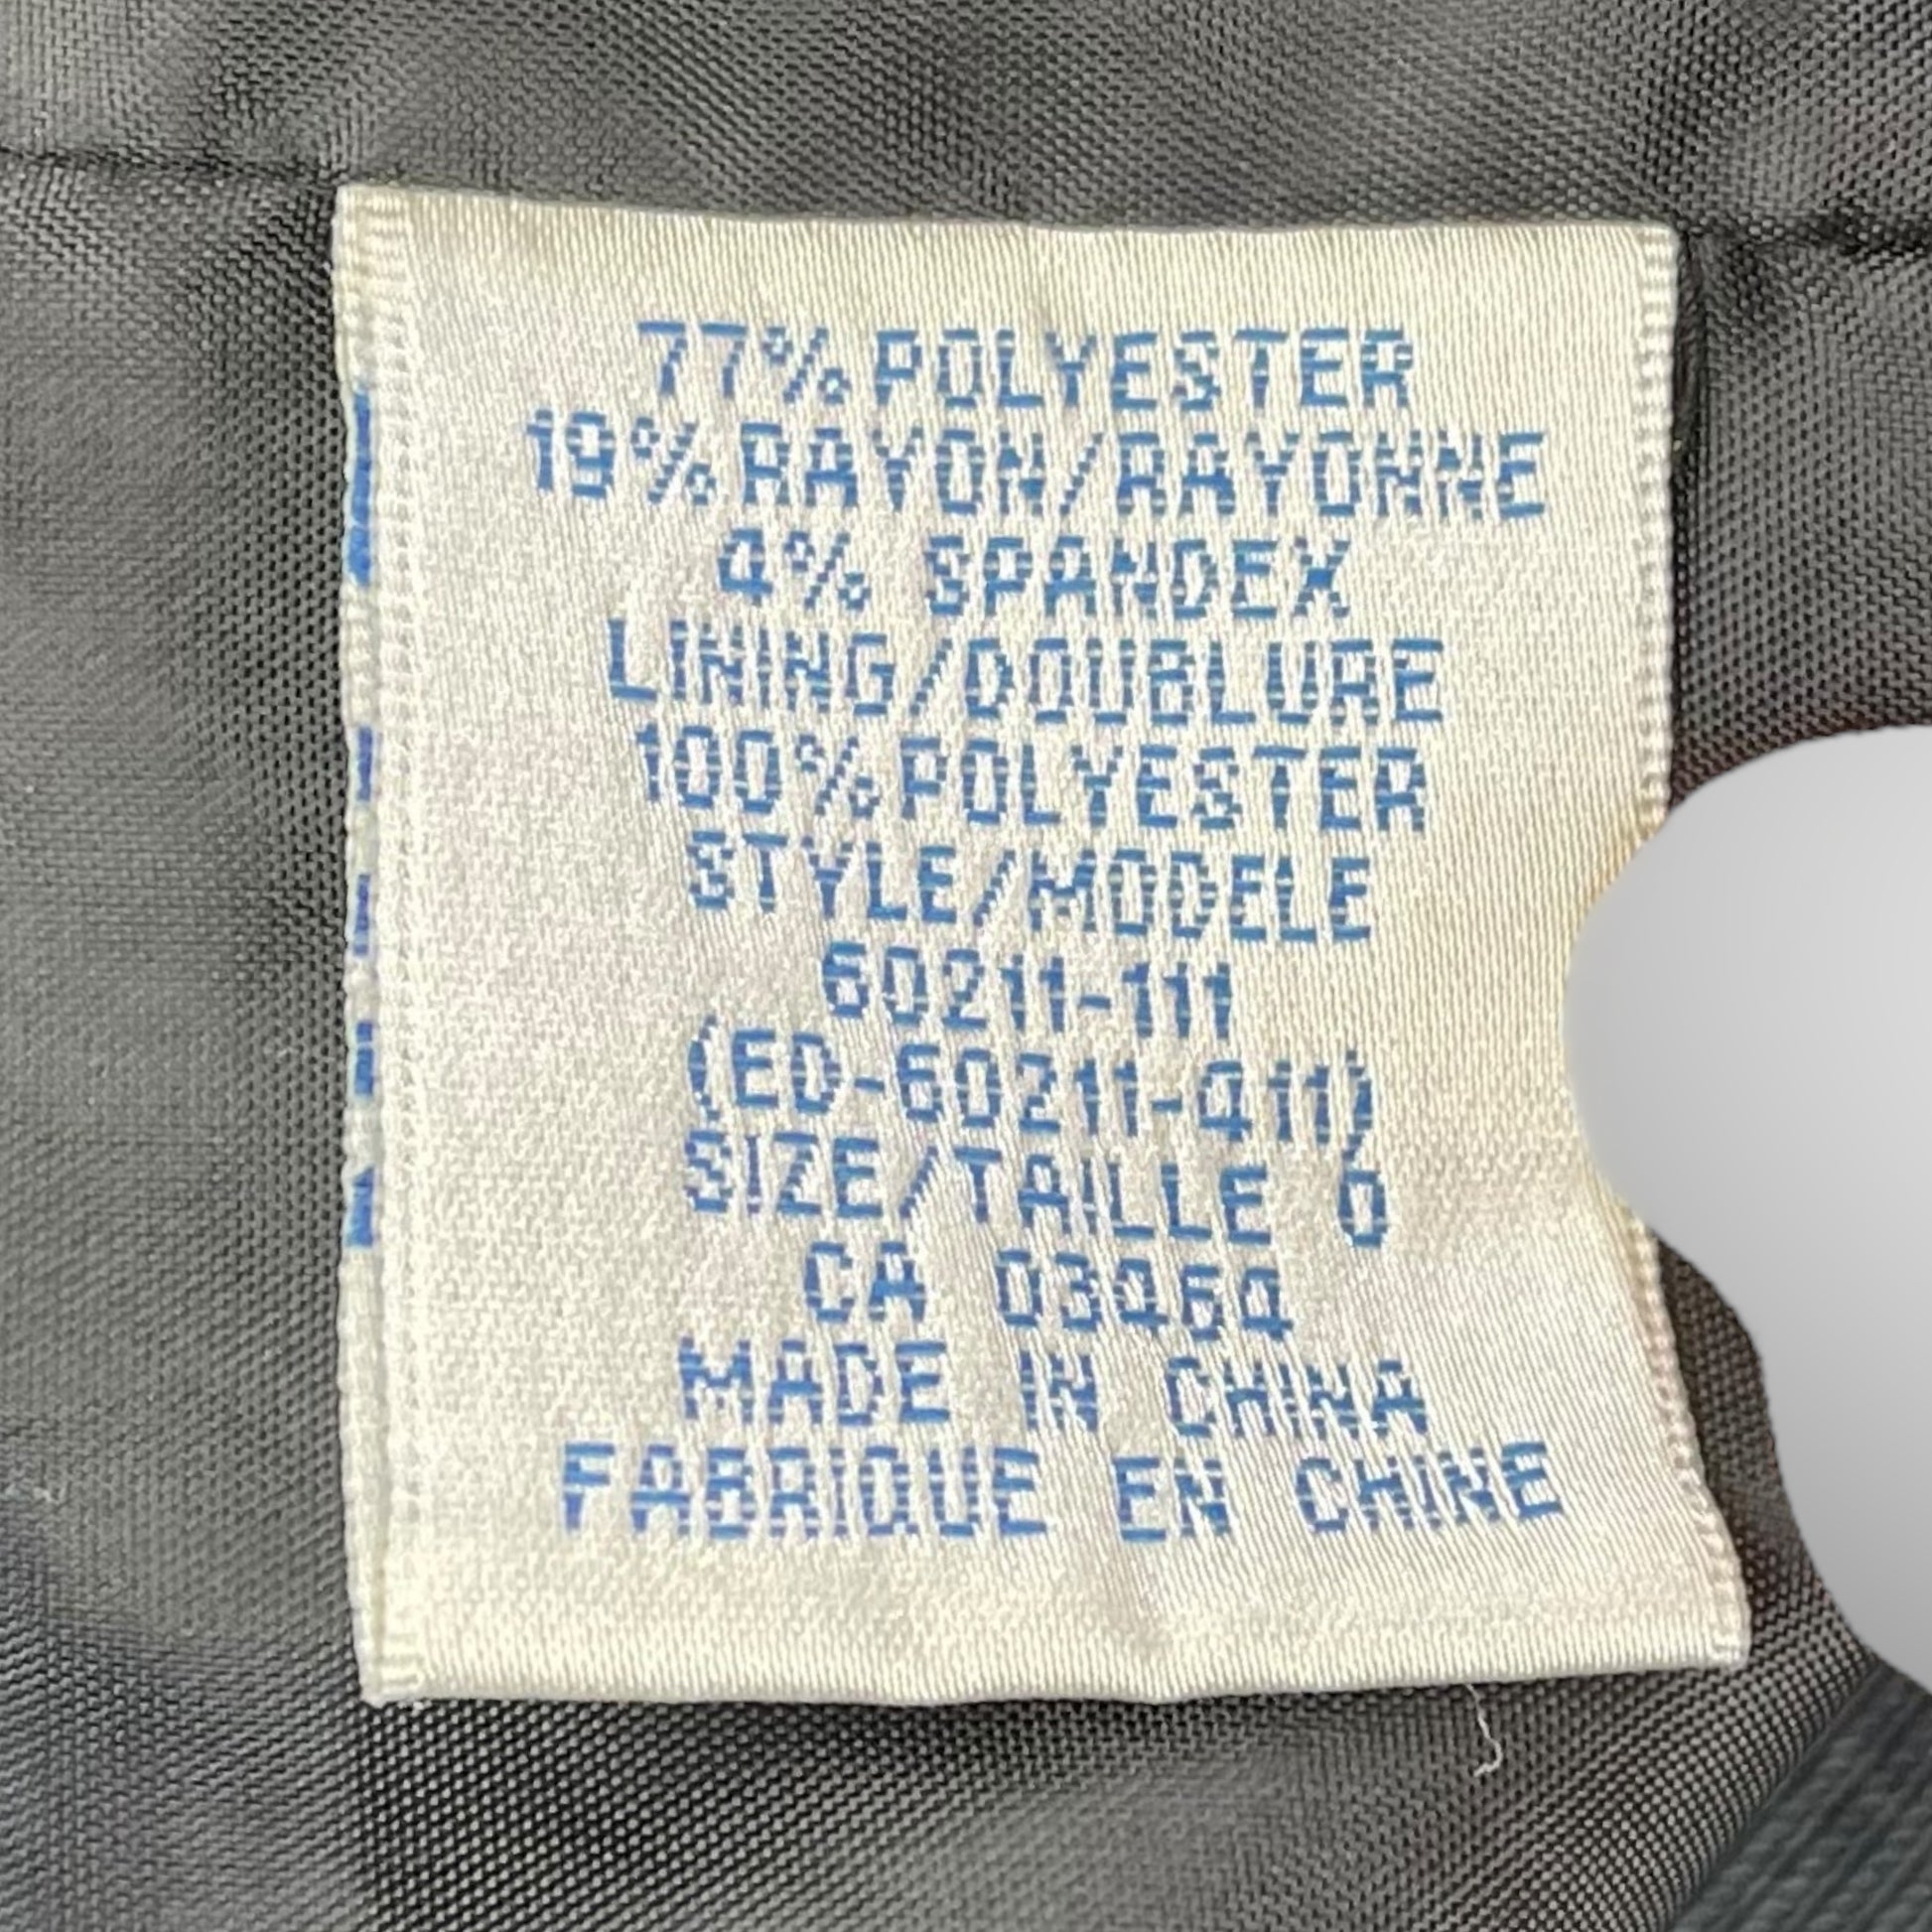 77% POLYESTER
19% RAYON/RAYONNE
4% SPANDEX
LINING/DOUBLURE
100% POLYESTER
STYLE/MODELE
60211-111
(ED-60211-411)
SIZE/TAILLE 0
CA 03464
MADE IN CHINA
FABRIQUE EN CHINE